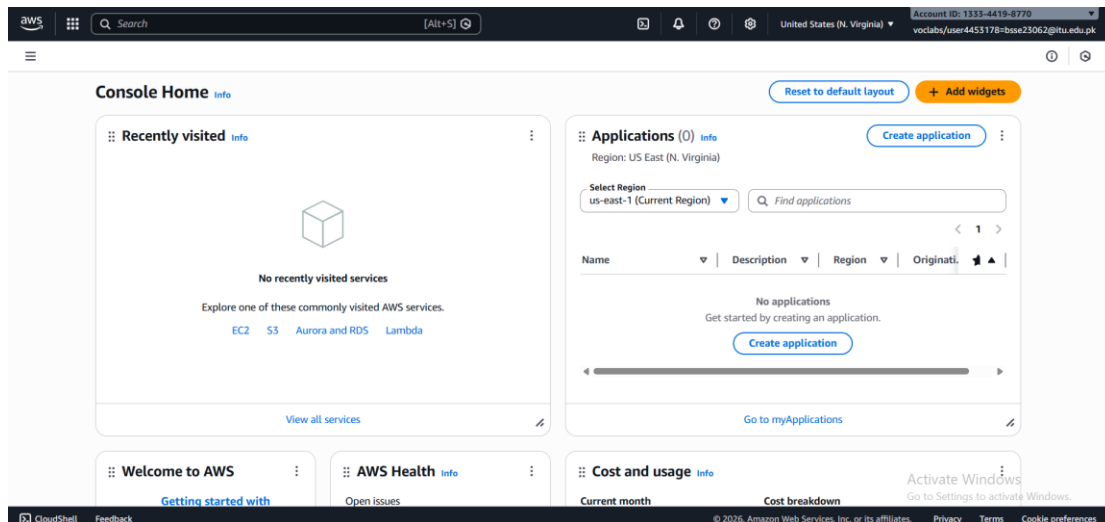 aws
Search [Alt+S]
United States (N. Virginia)
Account ID: 1333-4419-8770
voclabs/user4453178=bsse23062@itu.edu.pk
Console Home Info
Reset to default layout
+ Add widgets
Recently visited Info
No recently visited services
Explore one of these commonly visited AWS services.
EC2 S3 Aurora and RDS Lambda
View all services
Applications (0) Info
Create application
Region: US East (N. Virginia)
Select Region
us-east-1 (Current Region)
Find applications
1
Name Description Region Originati.
No applications
Get started by creating an application.
Create application
Go to myApplications
Welcome to AWS
Getting started with
AWS Health Info
Open issues
Cost and usage Info
Current month Cost breakdown
Activate Windows
Go to Settings to activate Windows.
CloudShell Feedback
© 2026, Amazon Web Services, Inc. or its affiliates. Privacy Terms Cookie preferences